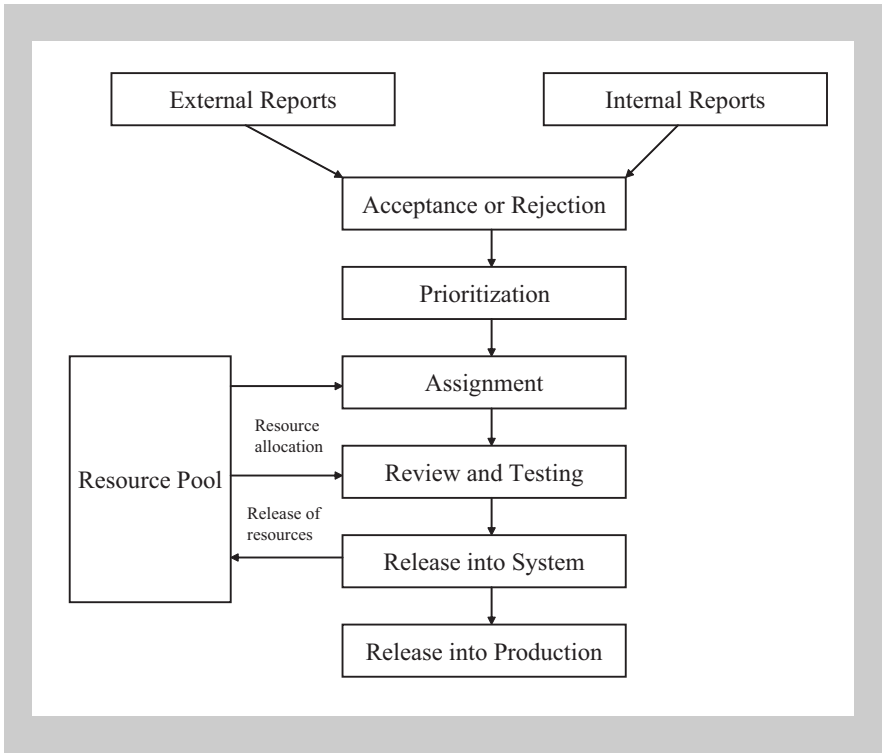 External Reports
Internal Reports
Acceptance or Rejection
Prioritization
Assignment
Resource
allocation
Resource Pool
Review and Testing
Release of
resources
Release into System
Release into Production